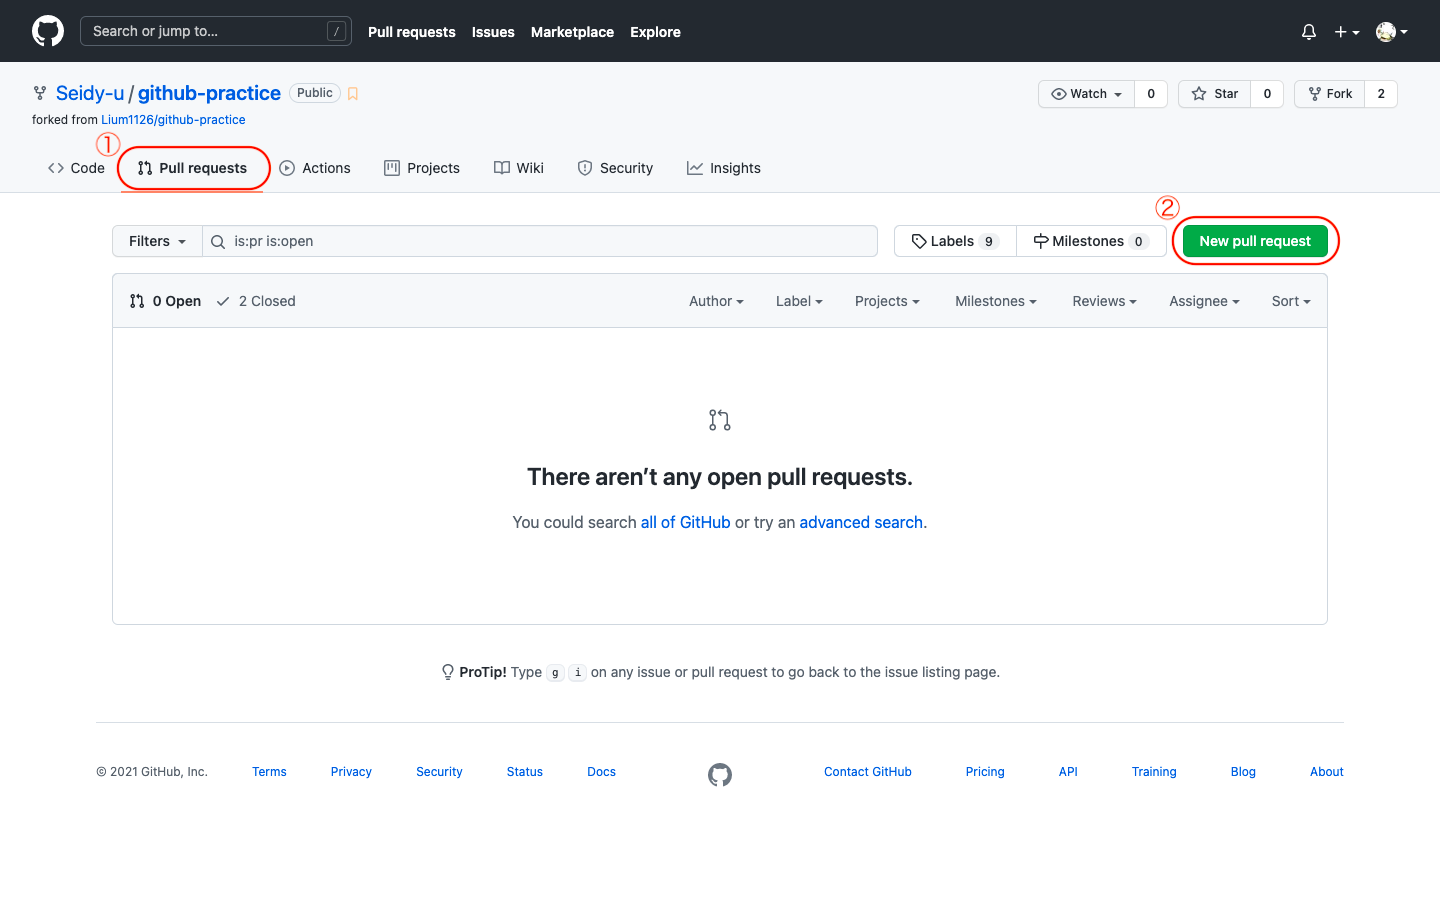 Search or jump to... /
Pull requests Issues Marketplace Explore
Seidy-u / github-practice Public
Watch 0 Star 0 Fork 2
forked from Lium1126/github-practice
①
Code Pull requests Actions Projects Wiki Security Insights
②
Filters is:pr is:open Labels 9 Milestones 0 New pull request
0 Open 2 Closed Author Label Projects Milestones Reviews Assignee Sort
There aren’t any open pull requests.
You could search all of GitHub or try an advanced search.
ProTip! Type g i on any issue or pull request to go back to the issue listing page.
© 2021 GitHub, Inc. Terms Privacy Security Status Docs Contact GitHub Pricing API Training Blog About